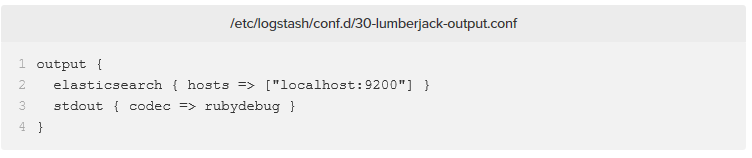 /etc/logstash/conf.d/30-lumberjack-output.conf
1 output {
2   elasticsearch { hosts => ["localhost:9200"] }
3   stdout { codec => rubydebug }
4 }